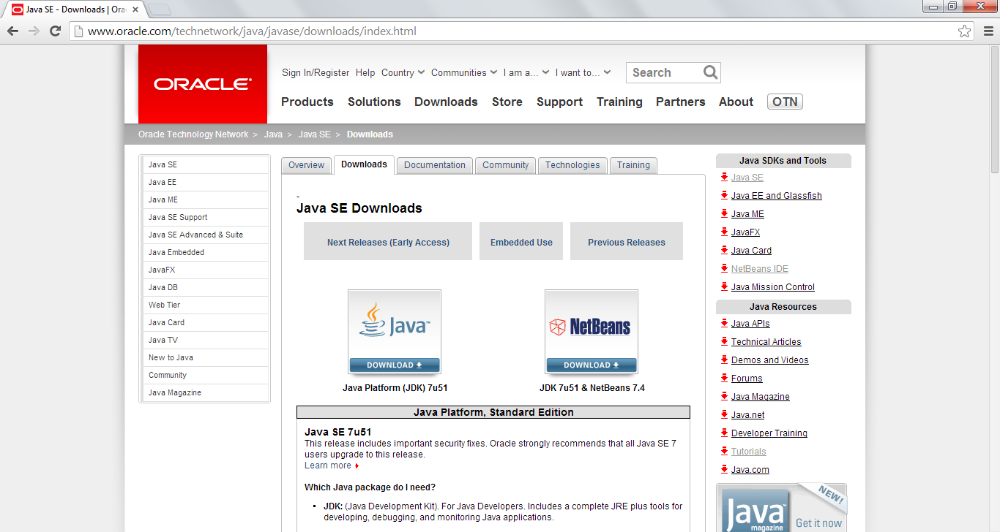 Java SE - Downloads | Ora
www.oracle.com/technetwork/java/javase/downloads/index.html
ORACLE
Sign In/Register Help Country Communities I am a... I want to... Search
Products Solutions Downloads Store Support Training Partners About OTN
Oracle Technology Network > Java > Java SE > Downloads
Java SE
Java EE
Java ME
Java SE Support
Java SE Advanced & Suite
Java Embedded
JavaFX
Java DB
Web Tier
Java Card
Java TV
New to Java
Community
Java Magazine
Overview Downloads Documentation Community Technologies Training
-
Java SE Downloads
Next Releases (Early Access) Embedded Use Previous Releases
Java™
DOWNLOAD
Java Platform (JDK) 7u51
NetBeans
DOWNLOAD
JDK 7u51 & NetBeans 7.4
Java Platform, Standard Edition
Java SE 7u51
This release includes important security fixes. Oracle strongly recommends that all Java SE 7
users upgrade to this release.
Learn more
Which Java package do I need?
JDK: (Java Development Kit). For Java Developers. Includes a complete JRE plus tools for
developing, debugging, and monitoring Java applications.
Java SDKs and Tools
Java SE
Java EE and Glassfish
Java ME
JavaFX
Java Card
NetBeans IDE
Java Mission Control
Java Resources
Java APIs
Technical Articles
Demos and Videos
Forums
Java Magazine
Java.net
Developer Training
Tutorials
Java.com
NEW!
Java™
magazine
Get it now